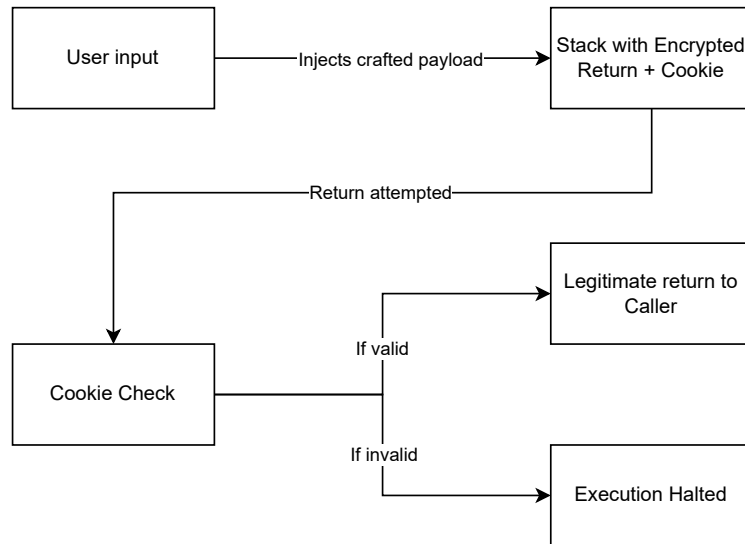 User input
Injects crafted payload
Stack with Encrypted
Return + Cookie
Return attempted
Legitimate return to
Caller
If valid
Cookie Check
If invalid
Execution Halted